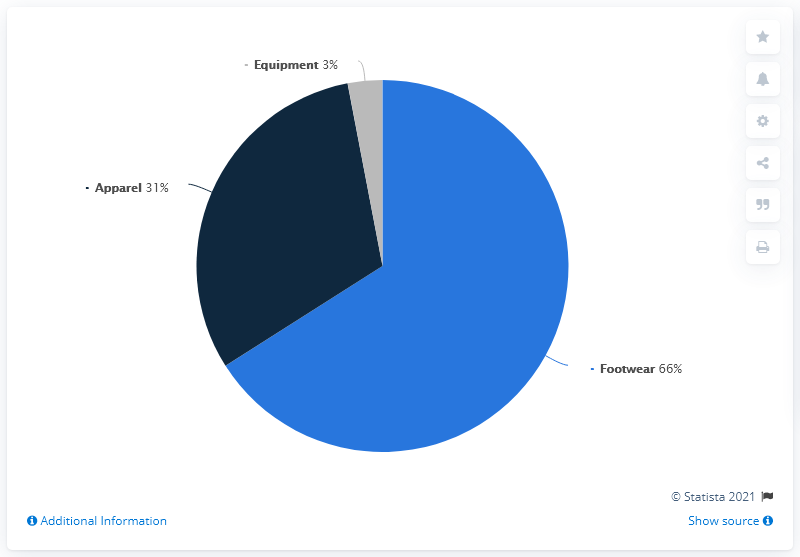 Equipment 3%
Apparel 31%
Footwear 66%
© Statista 2021
Additional Information
Show source